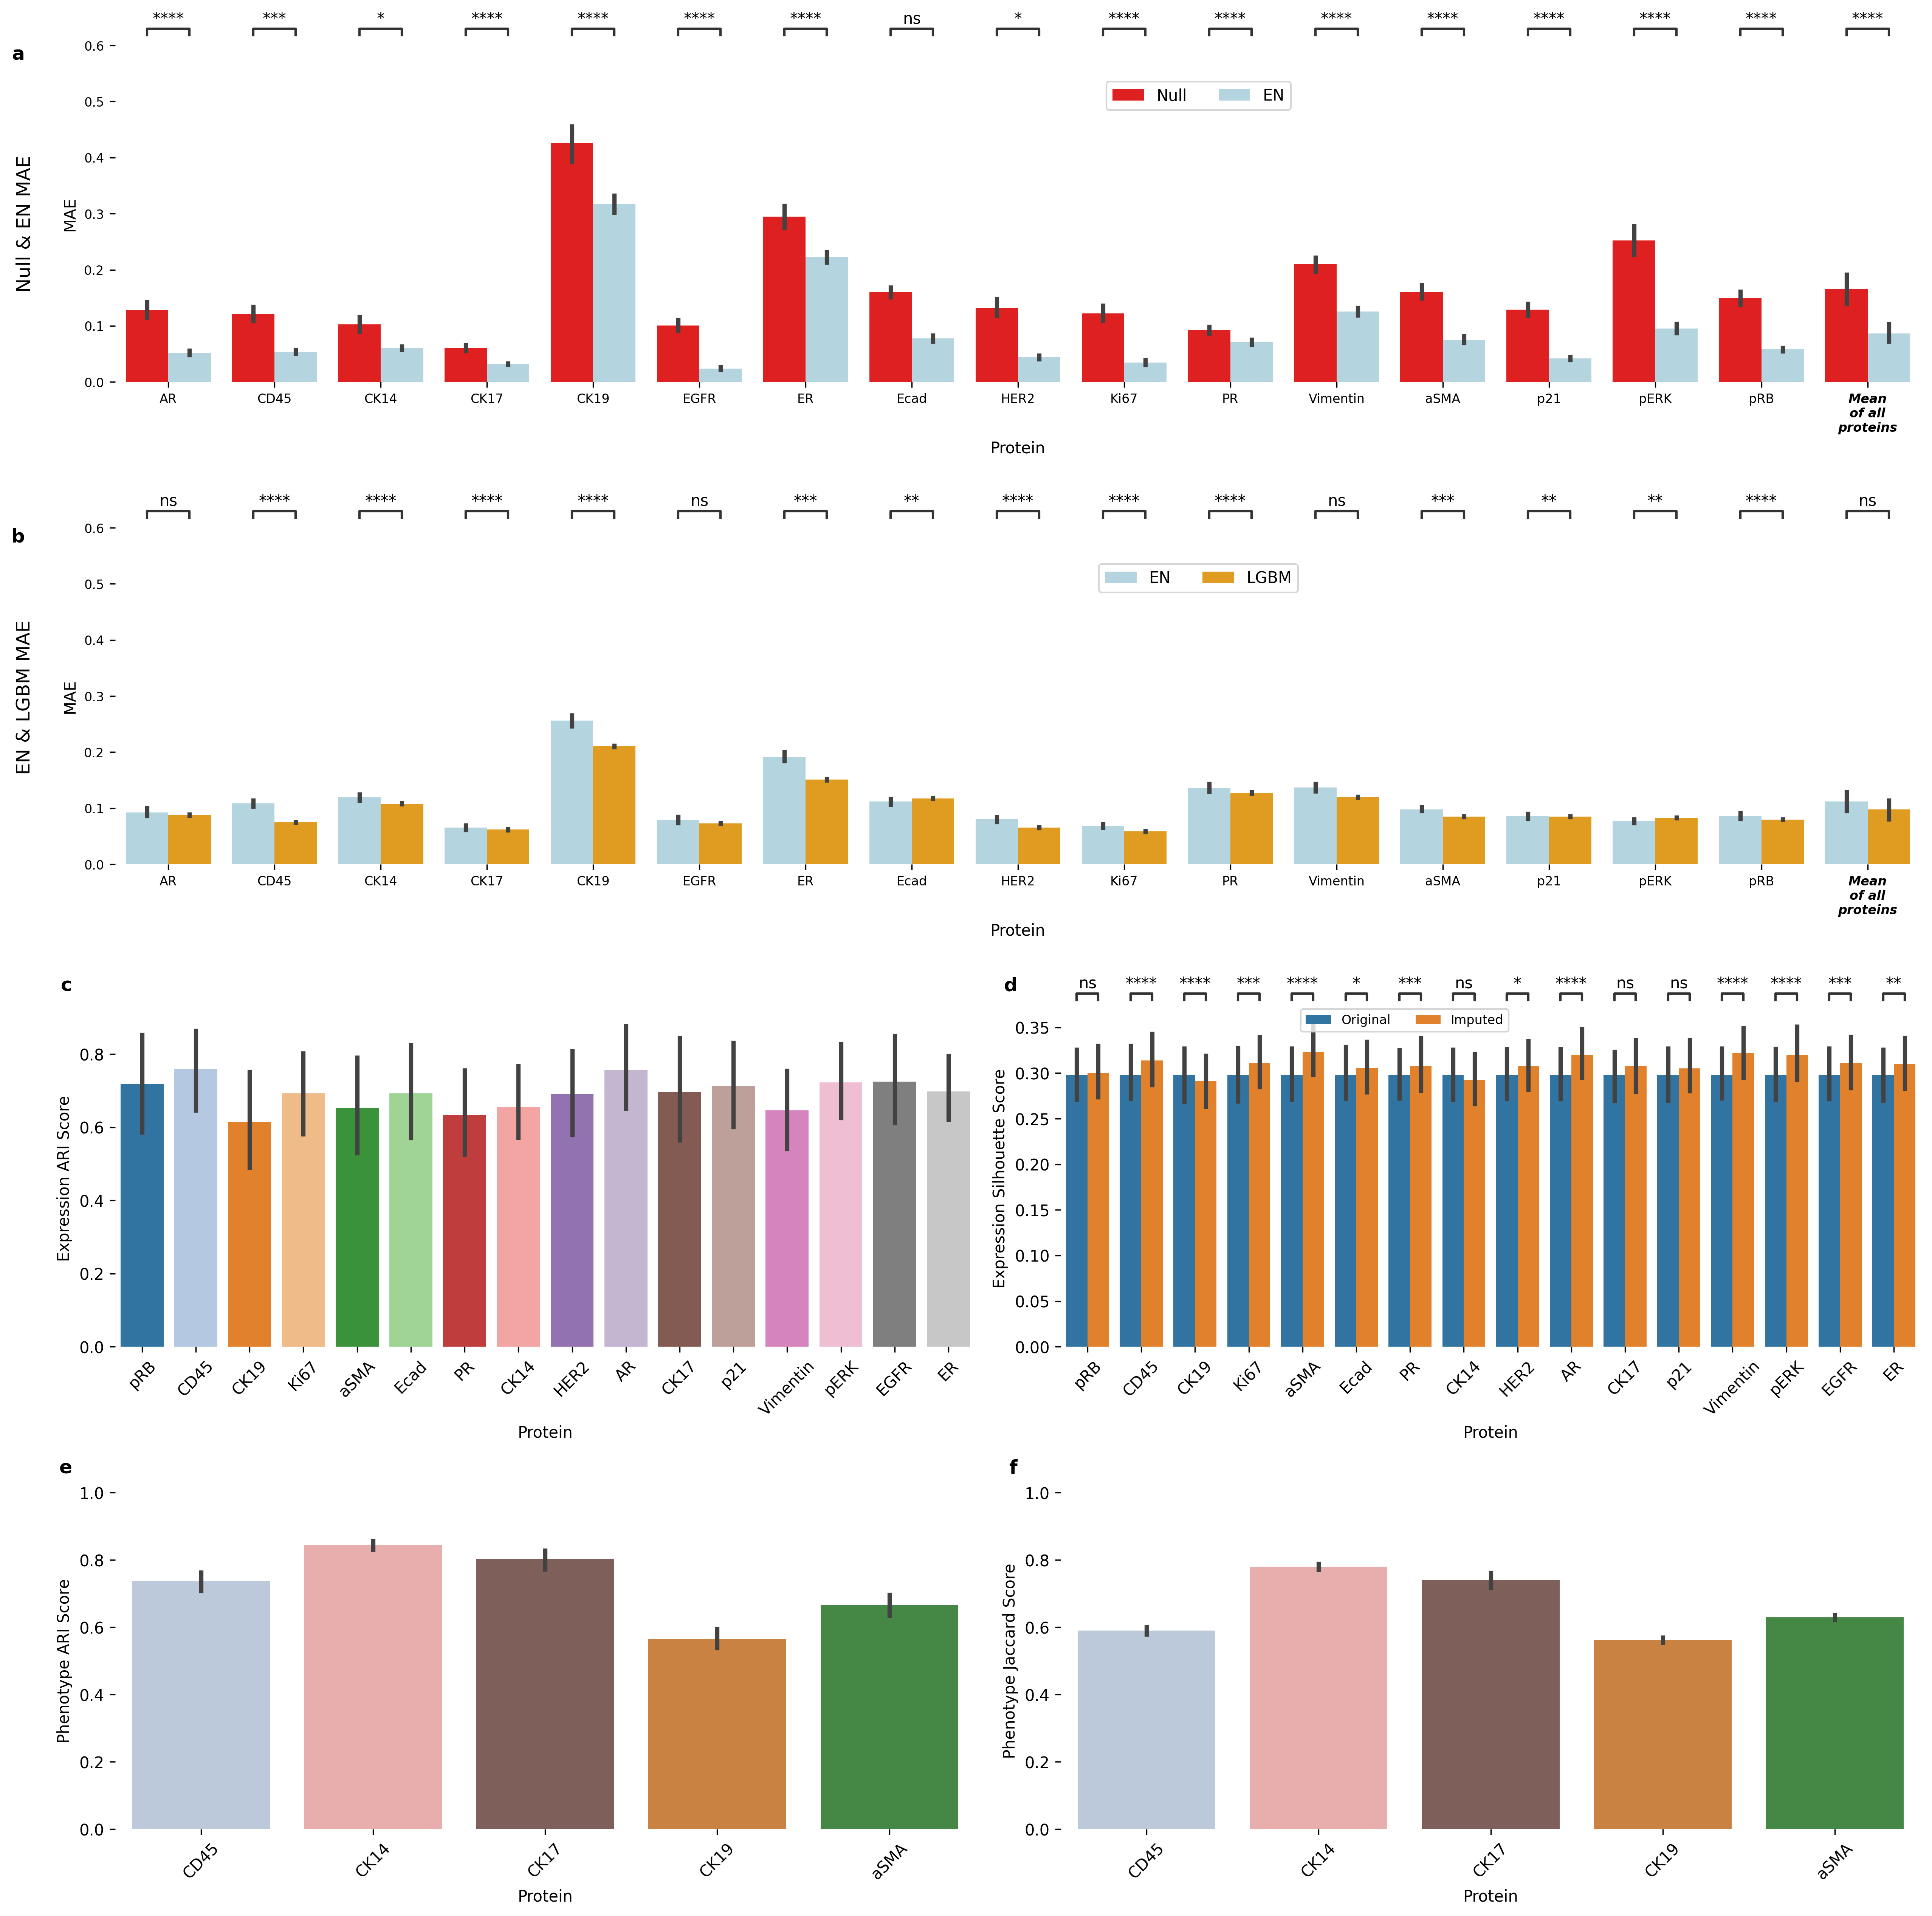 a
**** *** * **** **** **** **** ns * **** **** **** **** **** **** **** ****
Null EN
Null & EN MAE
MAE
0.6
0.5
0.4
0.3
0.2
0.1
0.0
AR CD45 CK14 CK17 CK19 EGFR ER Ecad HER2 Ki67 PR Vimentin aSMA p21 pERK pRB Mean
of all
proteins
Protein
b
ns **** **** **** **** ns *** ** **** **** **** ns *** ** ** **** ns
EN LGBM
EN & LGBM MAE
MAE
0.6
0.5
0.4
0.3
0.2
0.1
0.0
AR CD45 CK14 CK17 CK19 EGFR ER Ecad HER2 Ki67 PR Vimentin aSMA p21 pERK pRB Mean
of all
proteins
Protein
c
Expression ARI Score
0.8
0.6
0.4
0.2
0.0
pRB CD45 CK19 Ki67 aSMA Ecad PR CK14 HER2 AR CK17 p21 Vimentin pERK EGFR ER
Protein
d
ns **** **** *** **** * *** ns * **** ns ns **** **** *** **
Original Imputed
Expression Silhouette Score
0.35
0.30
0.25
0.20
0.15
0.10
0.05
0.00
pRB CD45 CK19 Ki67 aSMA Ecad PR CK14 HER2 AR CK17 p21 Vimentin pERK EGFR ER
Protein
e
Phenotype ARI Score
1.0
0.8
0.6
0.4
0.2
0.0
CD45 CK14 CK17 CK19 aSMA
Protein
f
Phenotype Jaccard Score
1.0
0.8
0.6
0.4
0.2
0.0
CD45 CK14 CK17 CK19 aSMA
Protein